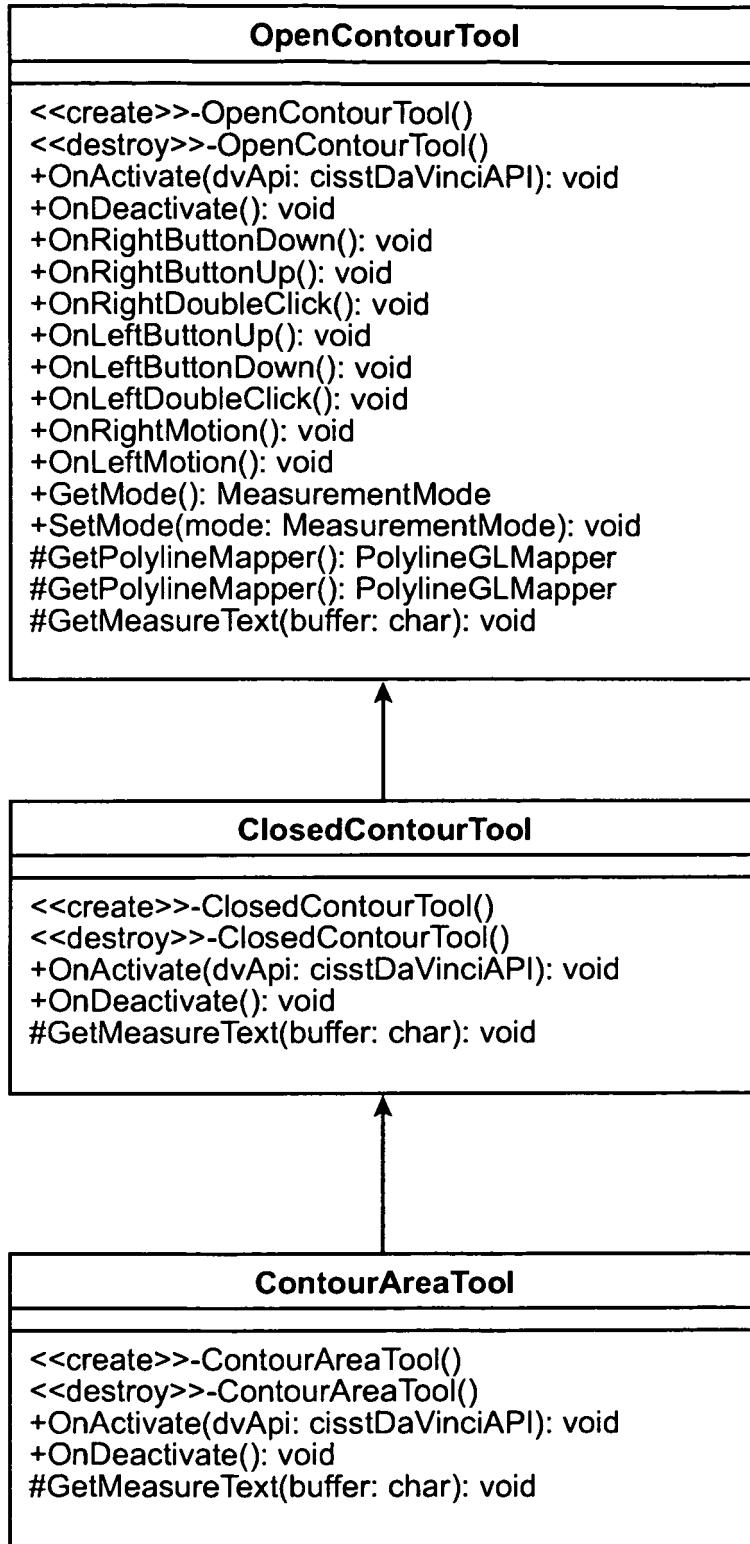 OpenContourTool
<<create>>-OpenContourTool()
<<destroy>>-OpenContourTool()
+OnActivate(dvApi: cisstDaVinciAPI): void
+OnDeactivate(): void
+OnRightButtonDown(): void
+OnRightButtonUp(): void
+OnRightDoubleClick(): void
+OnLeftButtonUp(): void
+OnLeftButtonDown(): void
+OnLeftDoubleClick(): void
+OnRightMotion(): void
+OnLeftMotion(): void
+GetMode(): MeasurementMode
+SetMode(mode: MeasurementMode): void
#GetPolylineMapper(): PolylineGLMapper
#GetPolylineMapper(): PolylineGLMapper
#GetMeasureText(buffer: char): void
ClosedContourTool
<<create>>-ClosedContourTool()
<<destroy>>-ClosedContourTool()
+OnActivate(dvApi: cisstDaVinciAPI): void
+OnDeactivate(): void
#GetMeasureText(buffer: char): void
ContourAreaTool
<<create>>-ContourAreaTool()
<<destroy>>-ContourAreaTool()
+OnActivate(dvApi: cisstDaVinciAPI): void
+OnDeactivate(): void
#GetMeasureText(buffer: char): void